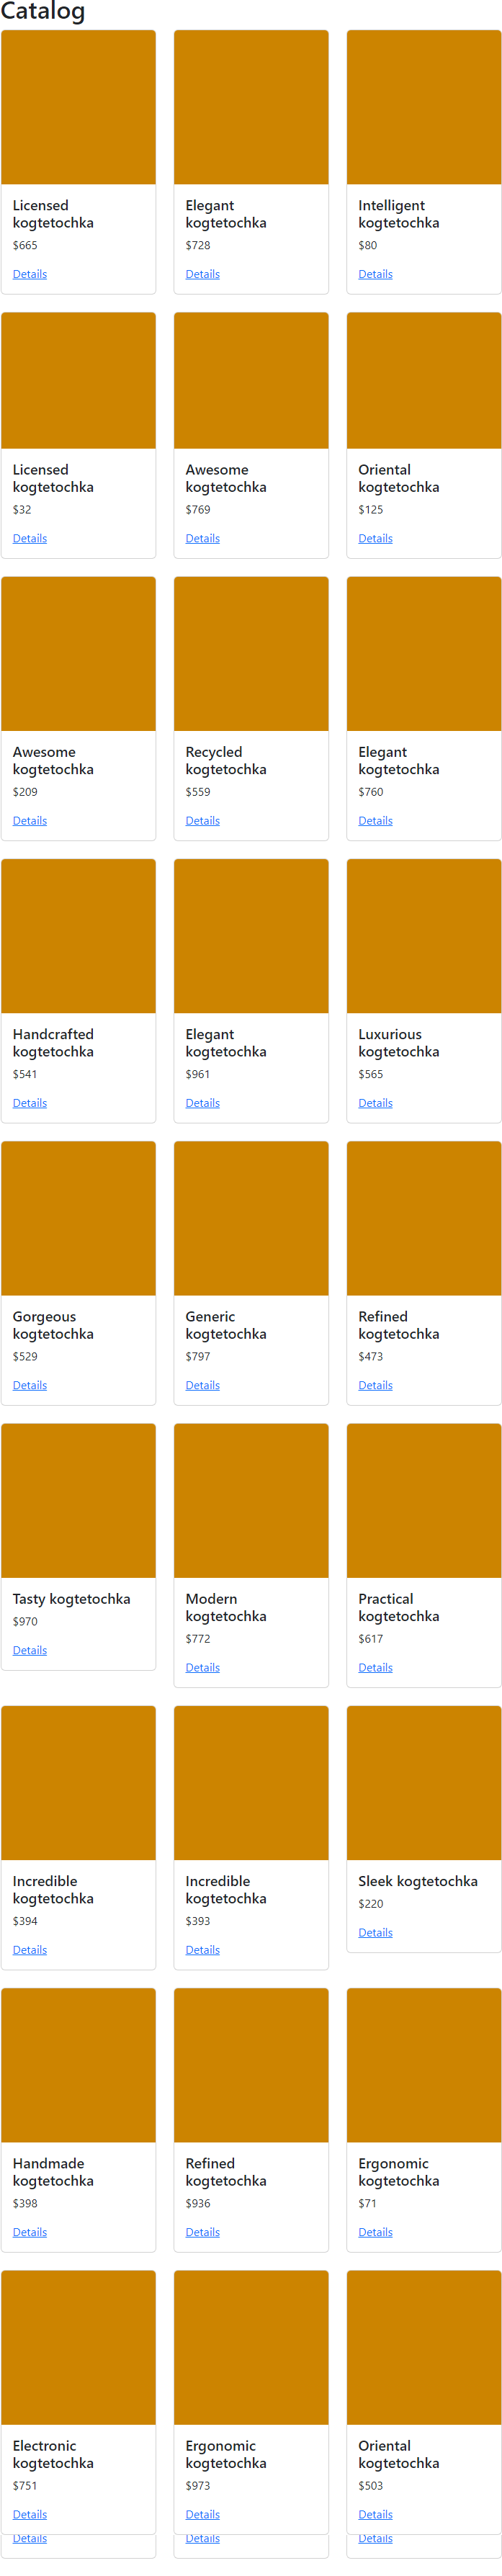 Catalog
Licensed
kogtetochka
$665
Details
Elegant
kogtetochka
$728
Details
Intelligent
kogtetochka
$80
Details
Licensed
kogtetochka
$32
Details
Awesome
kogtetochka
$769
Details
Oriental
kogtetochka
$125
Details
Awesome
kogtetochka
$209
Details
Recycled
kogtetochka
$559
Details
Elegant
kogtetochka
$760
Details
Handcrafted
kogtetochka
$541
Details
Elegant
kogtetochka
$961
Details
Luxurious
kogtetochka
$565
Details
Gorgeous
kogtetochka
$529
Details
Generic
kogtetochka
$797
Details
Refined
kogtetochka
$473
Details
Tasty kogtetochka
$970
Details
Modern
kogtetochka
$772
Details
Practical
kogtetochka
$617
Details
Incredible
kogtetochka
$394
Details
Incredible
kogtetochka
$393
Details
Sleek kogtetochka
$220
Details
Handmade
kogtetochka
$398
Details
Refined
kogtetochka
$936
Details
Ergonomic
kogtetochka
$71
Details
Electronic
kogtetochka
$751
Details
Ergonomic
kogtetochka
$973
Details
Oriental
kogtetochka
$503
Details
Details
Details
Details